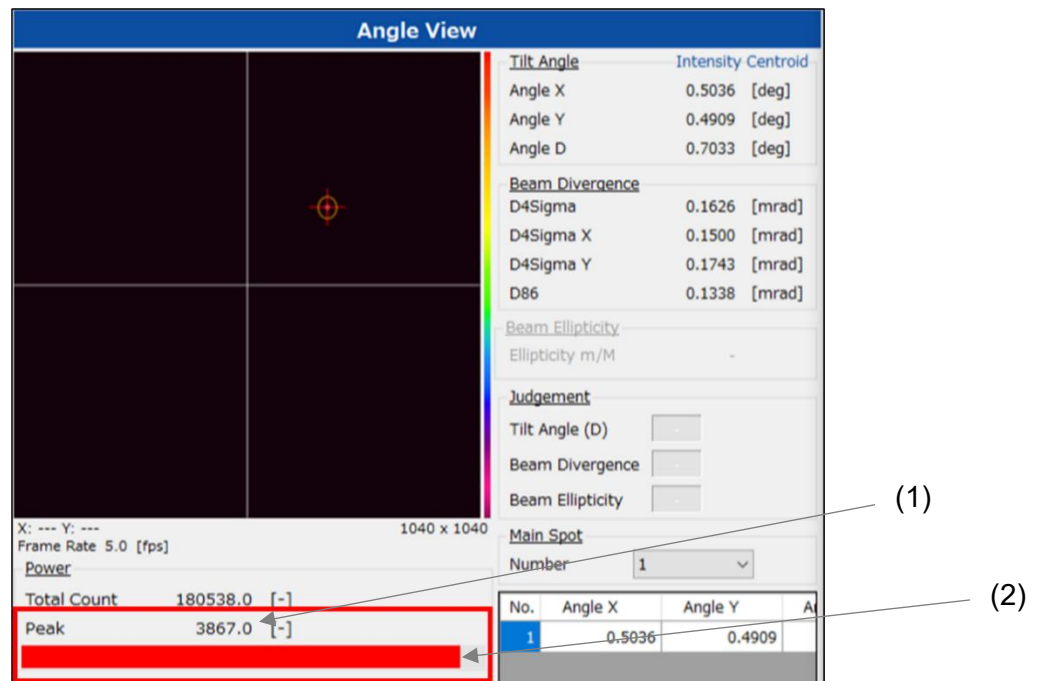 Angle View
Tilt Angle Intensity Centroid
Angle X 0.5036 [deg]
Angle Y 0.4909 [deg]
Angle D 0.7033 [deg]
Beam Divergence
D4Sigma 0.1626 [mrad]
D4Sigma X 0.1500 [mrad]
D4Sigma Y 0.1743 [mrad]
D86 0.1338 [mrad]
Beam Ellipticity
Ellipticity m/M -
Judgement
Tilt Angle (D) -
Beam Divergence -
Beam Ellipticity -
X: --- Y: --- 1040 x 1040
Frame Rate 5.0 [fps]
Main Spot
Number 1
Power
Total Count 180538.0 [-]
Peak 3867.0 [-]
No. Angle X Angle Y
1 0.5036 0.4909
(1)
(2)